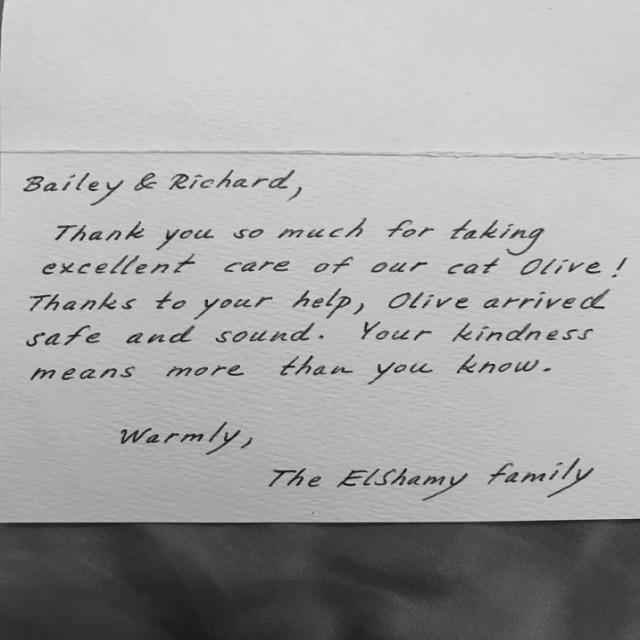 Bailey & Richard,
Thank you so much for taking
excellent care of our cat Olive!
Thanks to your help, Olive arrived
safe and sound. Your kindness
means more than you know.
Warmly,
The ElShamy family